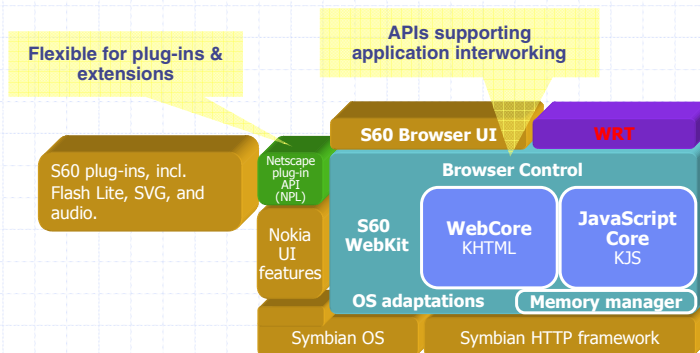 Flexible for plug-ins &
extensions
APIs supporting
application interworking
S60 Browser UI
WRT
S60 plug-ins, incl.
Flash Lite, SVG, and
audio.
Netscape
plug-in
API
(NPL)
Browser Control
S60
WebKit
WebCore
KHTML
JavaScript
Core
KJS
Nokia
UI
features
OS adaptations
Memory manager
Symbian OS
Symbian HTTP framework